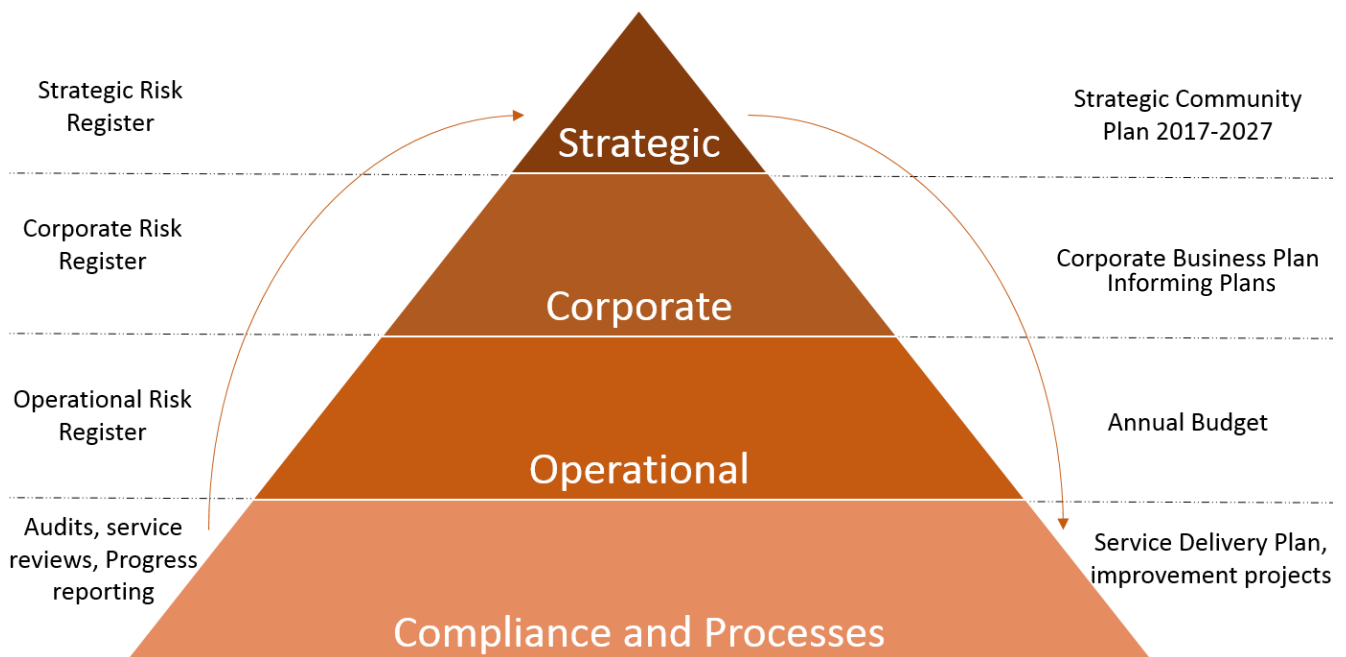 Strategic Risk
Register
Strategic
Strategic Community
Plan 2017-2027
Corporate Risk
Register
Corporate
Corporate Business Plan
Informing Plans
Operational Risk
Register
Operational
Annual Budget
Audits, service
reviews, Progress
reporting
Compliance and Processes
Service Delivery Plan,
improvement projects